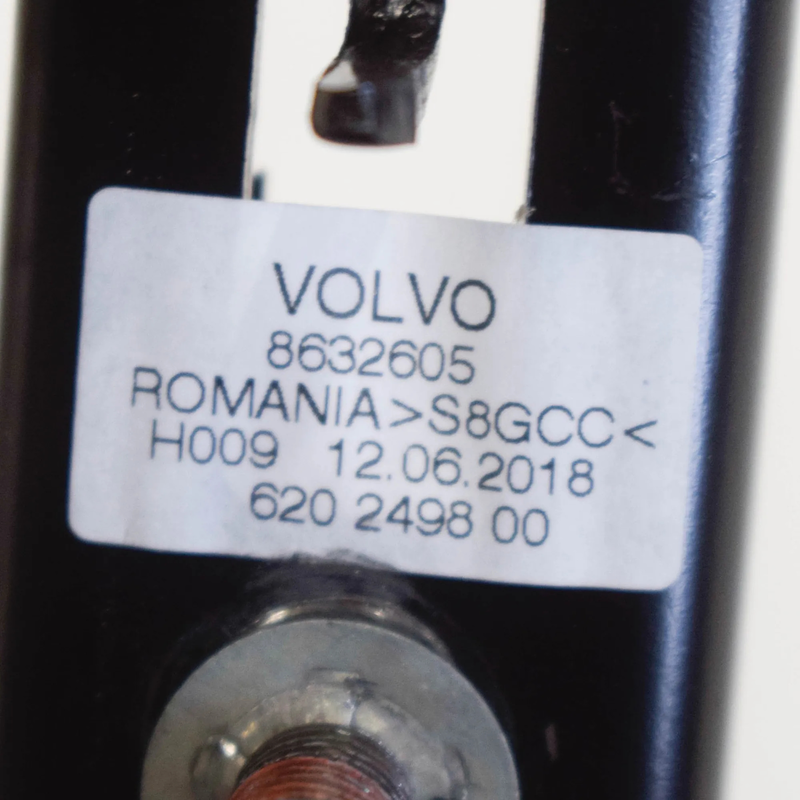 VOLVO
8632605
ROMANIA >S8GCC<
H009 12.06.2018
620 2498 00